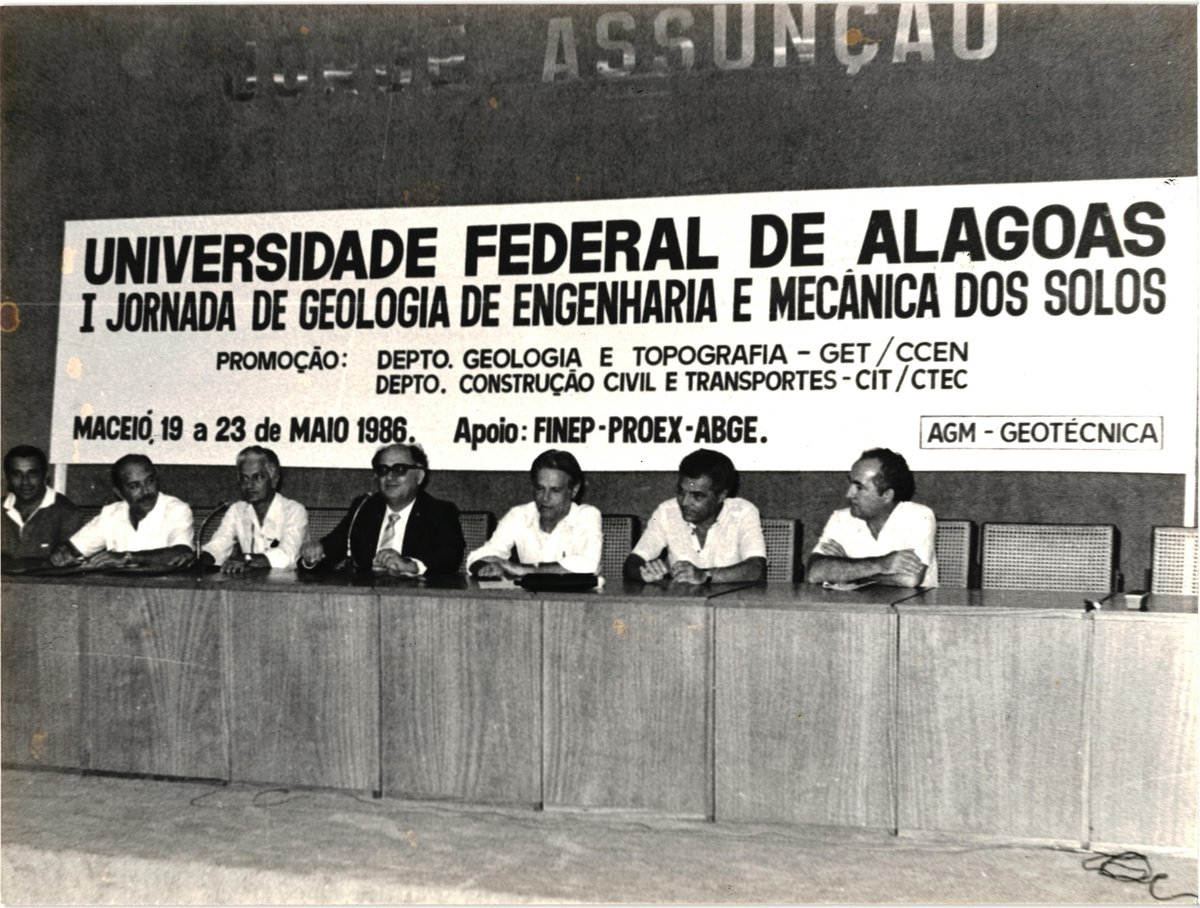 JORGE ASSUNÇÃO
UNIVERSIDADE FEDERAL DE ALAGOAS
I JORNADA DE GEOLOGIA DE ENGENHARIA E MECÂNICA DOS SOLOS
PROMOÇÃO: DEPTO. GEOLOGIA E TOPOGRAFIA - GET/CCEN
DEPTO. CONSTRUÇÃO CIVIL E TRANSPORTES - CIT/CTEC
MACEIÓ, 19 a 23 de MAIO 1986. Apoio: FINEP-PROEX-ABGE.
AGM - GEOTÉCNICA